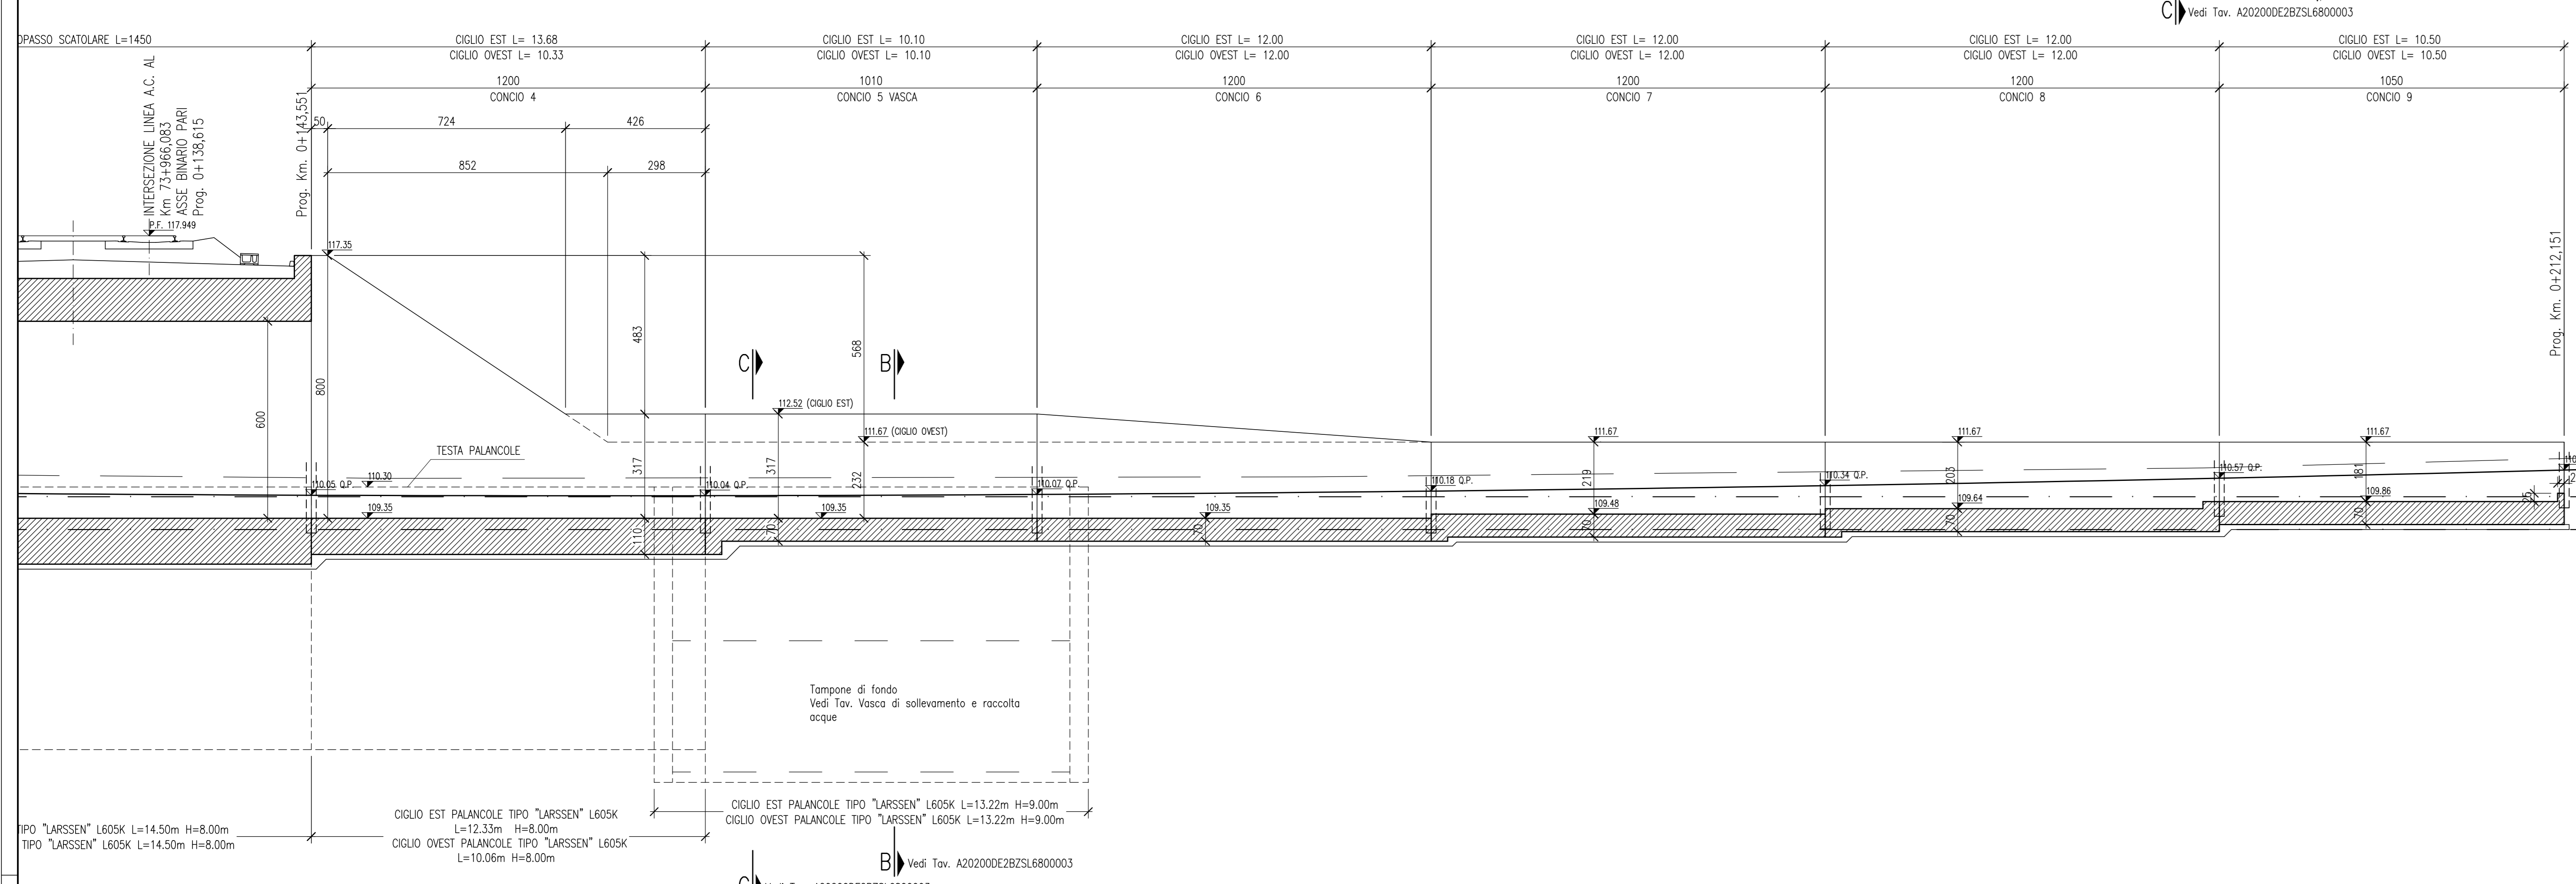 C Vedi Tav. A20200DE2BZSL6800003
OPASSO SCATOLARE L=1450
CIGLIO EST L= 13.68
CIGLIO OVEST L= 10.33
CIGLIO EST L= 10.10
CIGLIO OVEST L= 10.10
CIGLIO EST L= 12.00
CIGLIO OVEST L= 12.00
CIGLIO EST L= 12.00
CIGLIO OVEST L= 12.00
CIGLIO EST L= 12.00
CIGLIO OVEST L= 12.00
CIGLIO EST L= 10.50
CIGLIO OVEST L= 10.50
1200
CONCIO 4
1010
CONCIO 5 VASCA
1200
CONCIO 6
1200
CONCIO 7
1200
CONCIO 8
1050
CONCIO 9
INTERSEZIONE LINEA A.C. AL
Km 73+966,083
ASSE BINARIO PARI
Prog. 0+138,615
Prog. Km. 0+143,551
50
724
426
852
298
P.F. 117.949
117.35
Prog. Km. 0+212,151
483
568
800
600
C
B
112.52 (CIGLIO EST)
111.67 (CIGLIO OVEST)
111.67
111.67
111.67
TESTA PALANCOLE
317
317
232
219
203
181
110.30
110.05 Q.P.
110.04 Q.P.
110.07 Q.P.
110.18 Q.P.
110.34 Q.P.
110.57 Q.P.
109.35
109.35
109.35
109.48
109.64
109.86
25
110
70
70
70
70
70
Tampone di fondo
Vedi Tav. Vasca di sollevamento e raccolta
acque
CIGLIO EST PALANCOLE TIPO "LARSSEN" L605K L=13.22m H=9.00m
CIGLIO OVEST PALANCOLE TIPO "LARSSEN" L605K L=13.22m H=9.00m
CIGLIO EST PALANCOLE TIPO "LARSSEN" L605K
L=12.33m H=8.00m
CIGLIO OVEST PALANCOLE TIPO "LARSSEN" L605K
L=10.06m H=8.00m
TIPO "LARSSEN" L605K L=14.50m H=8.00m
TIPO "LARSSEN" L605K L=14.50m H=8.00m
B Vedi Tav. A20200DE2BZSL6800003